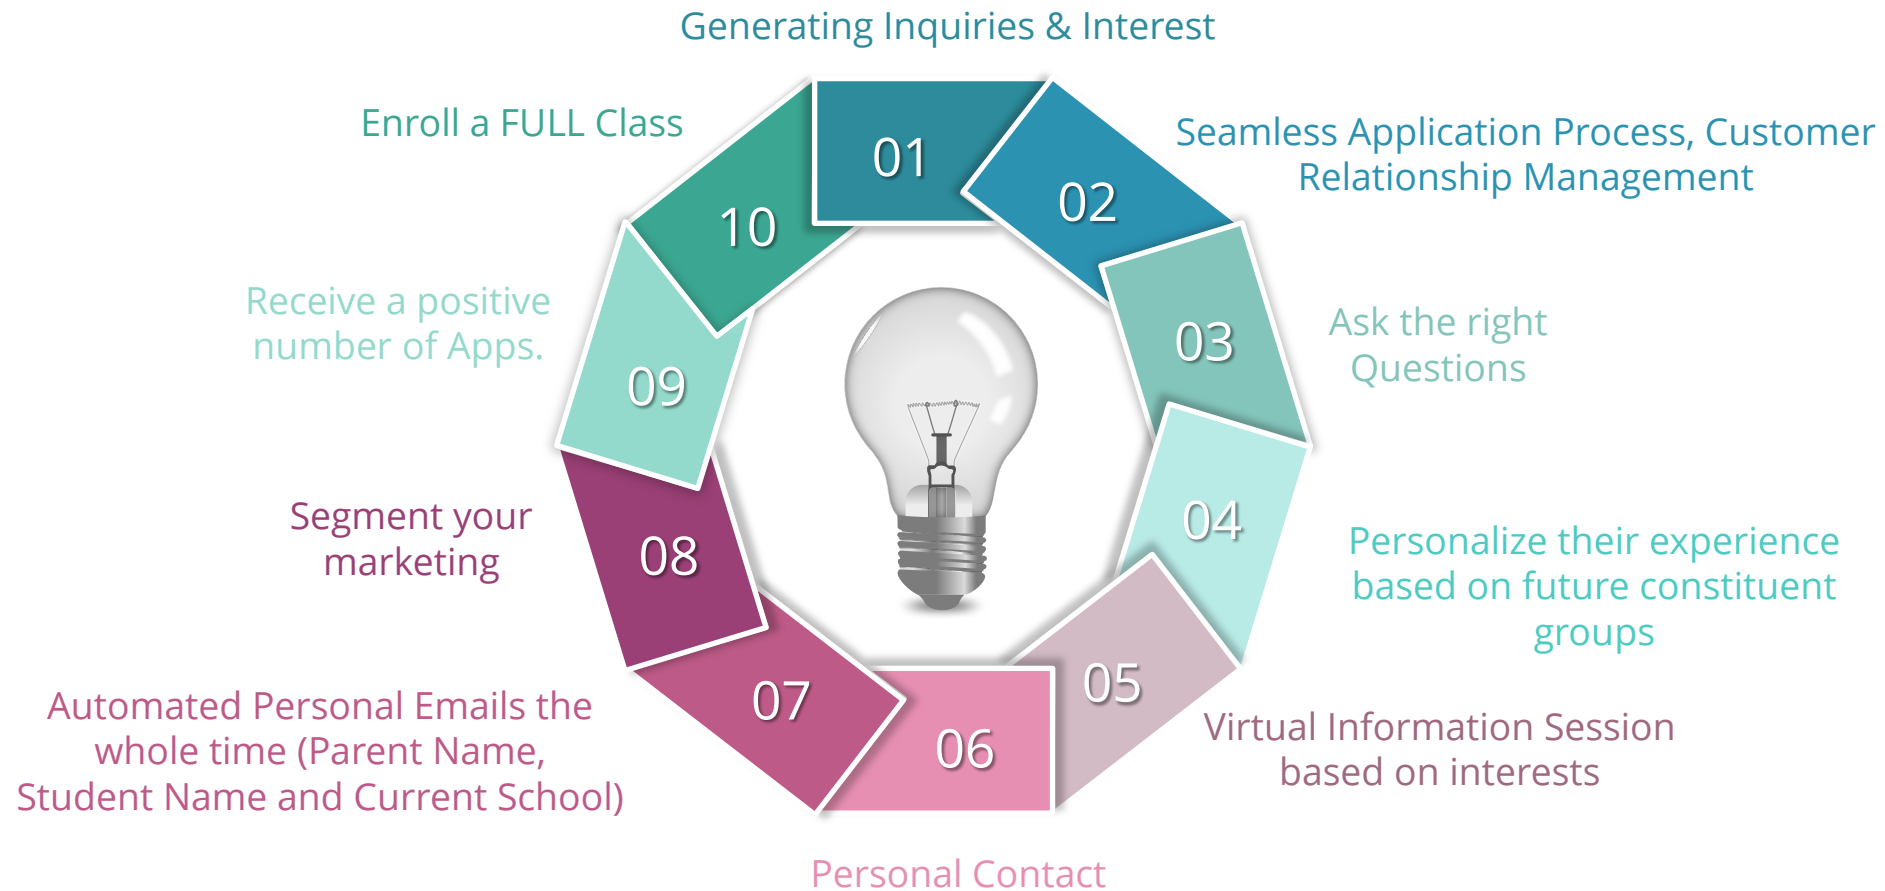 Generating Inquiries & Interest
01
02
Seamless Application Process, Customer
Relationship Management
03
Ask the right
Questions
04
Personalize their experience
based on future constituent
groups
05
Virtual Information Session
based on interests
06
Personal Contact
07
Automated Personal Emails the
whole time (Parent Name,
Student Name and Current School)
08
Segment your
marketing
09
Receive a positive
number of Apps.
10
Enroll a FULL Class